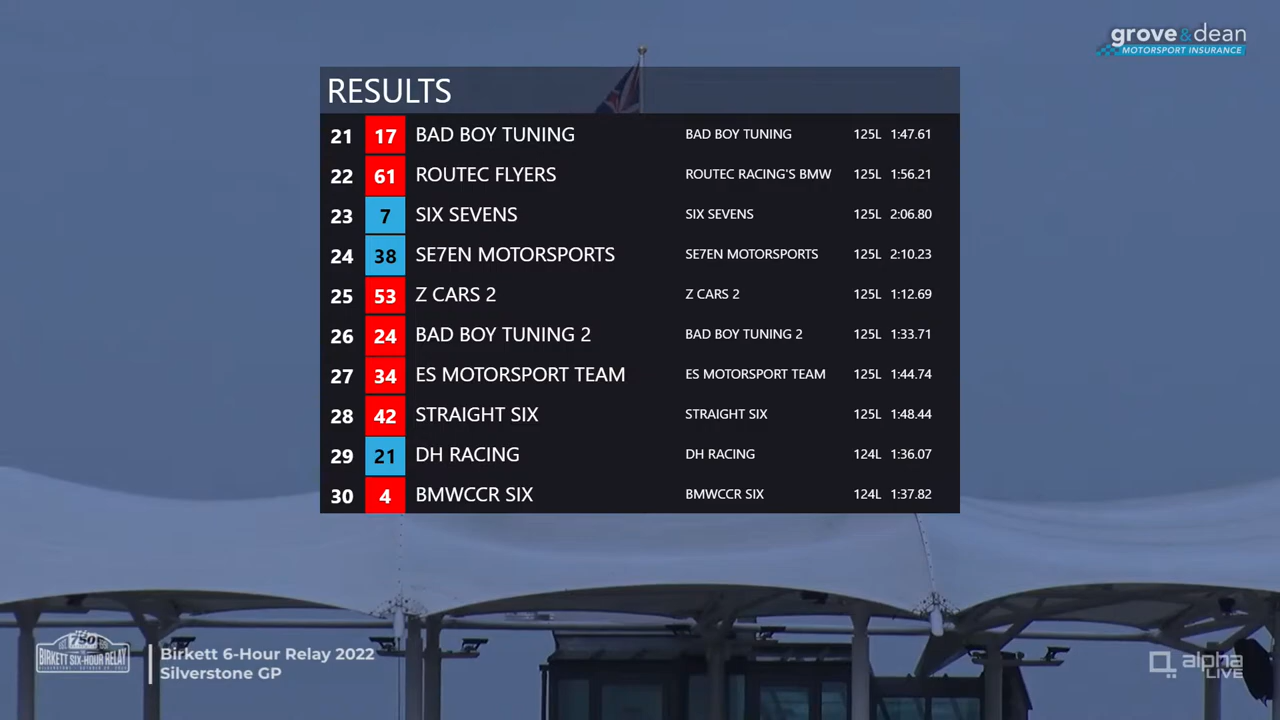 grove&dean
MOTORSPORT INSURANCE
RESULTS
21 17 BAD BOY TUNING BAD BOY TUNING 125L 1:47.61
22 61 ROUTEC FLYERS ROUTEC RACING'S BMW 125L 1:56.21
23 7 SIX SEVENS SIX SEVENS 125L 2:06.80
24 38 SE7EN MOTORSPORTS SE7EN MOTORSPORTS 125L 2:10.23
25 53 Z CARS 2 Z CARS 2 125L 1:12.69
26 24 BAD BOY TUNING 2 BAD BOY TUNING 2 125L 1:33.71
27 34 ES MOTORSPORT TEAM ES MOTORSPORT TEAM 125L 1:44.74
28 42 STRAIGHT SIX STRAIGHT SIX 125L 1:48.44
29 21 DH RACING DH RACING 124L 1:36.07
30 4 BMWCCR SIX BMWCCR SIX 124L 1:37.82
750
BIRKETT SIX-HOUR RELAY
Birkett 6-Hour Relay 2022
Silverstone GP
alpha
LIVE